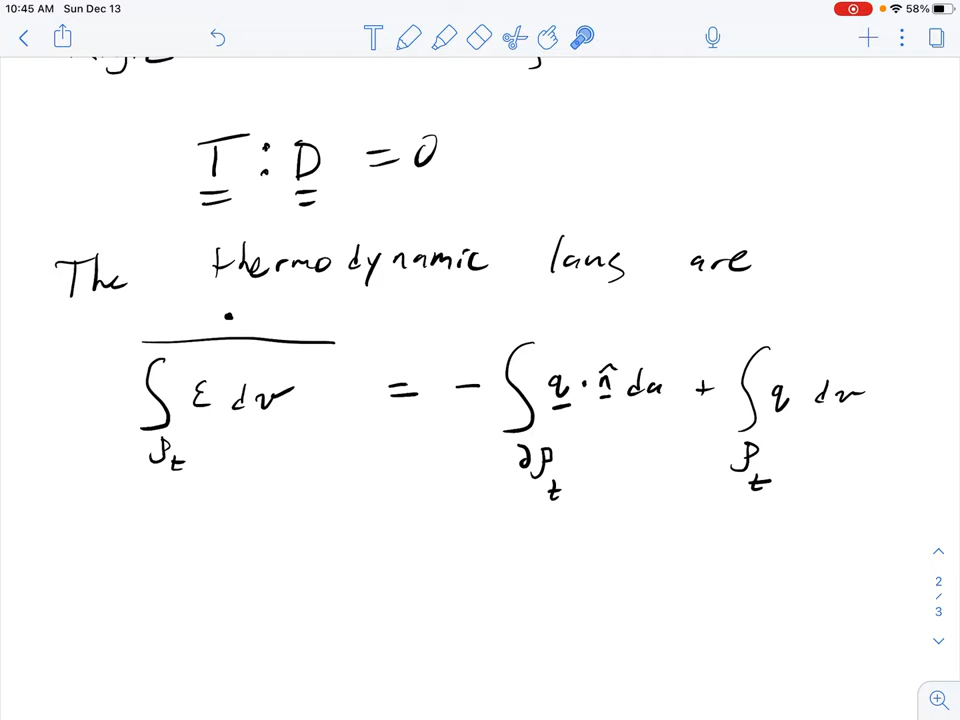 10:45 AM Sun Dec 13 58%
T : D = 0
The thermodynamic laws are
∫ ε dv = - ∫ q · n̂ da + ∫ q dv
P_t ∂P_t P_t
2
/
3